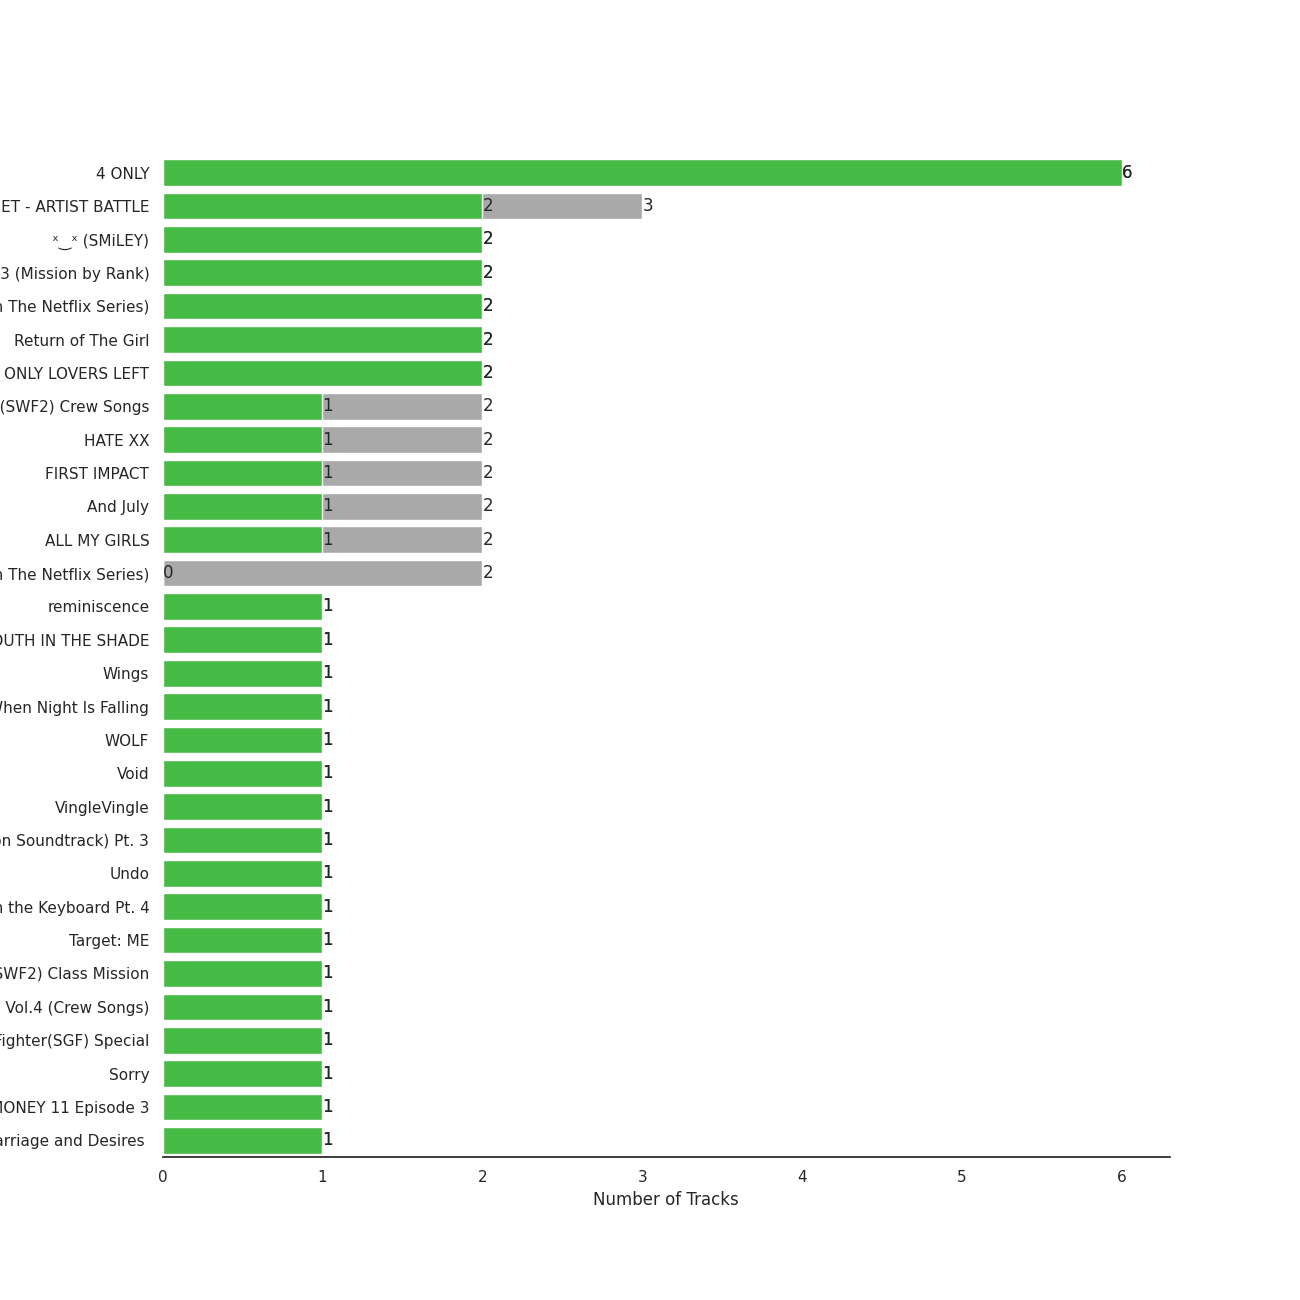 4 ONLY 6
ET - ARTIST BATTLE 2 3
ˣ‿ˣ (SMiLEY) 2
3 (Mission by Rank) 2
The Netflix Series) 2
Return of The Girl 2
ONLY LOVERS LEFT 2
(SWF2) Crew Songs 1 2
HATE XX 1 2
FIRST IMPACT 1 2
And July 1 2
ALL MY GIRLS 1 2
The Netflix Series) 0 2
reminiscence 1
OUTH IN THE SHADE 1
Wings 1
When Night Is Falling 1
WOLF 1
Void 1
VingleVingle 1
on Soundtrack) Pt. 3 1
Undo 1
the Keyboard Pt. 4 1
Target: ME 1
SWF2) Class Mission 1
Vol.4 (Crew Songs) 1
Fighter(SGF) Special 1
Sorry 1
MONEY 11 Episode 3 1
arriage and Desires 1
0 1 2 3 4 5 6
Number of Tracks